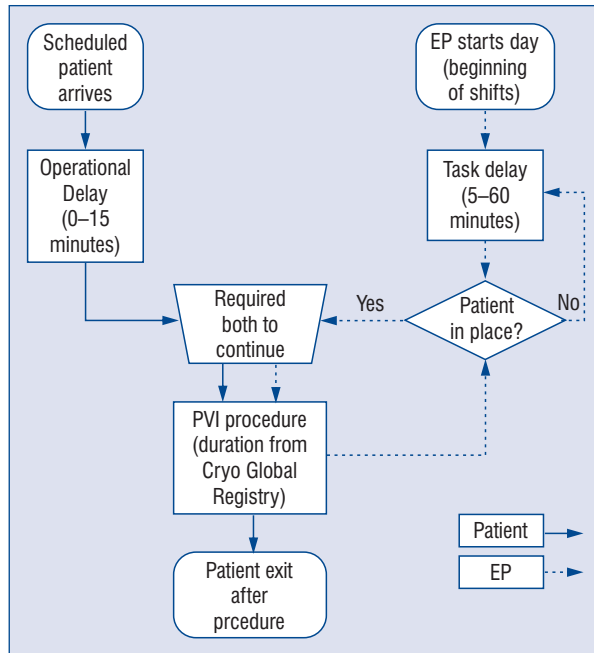 Scheduled
patient
arrives
EP starts day
(beginning
of shifts)
Operational
Delay
(0–15
minutes)
Task delay
(5–60
minutes)
Required
both to
continue
Yes
Patient
in place?
No
PVI procedure
(duration from
Cryo Global
Registry)
Patient exit
after
prcedure
Patient
EP